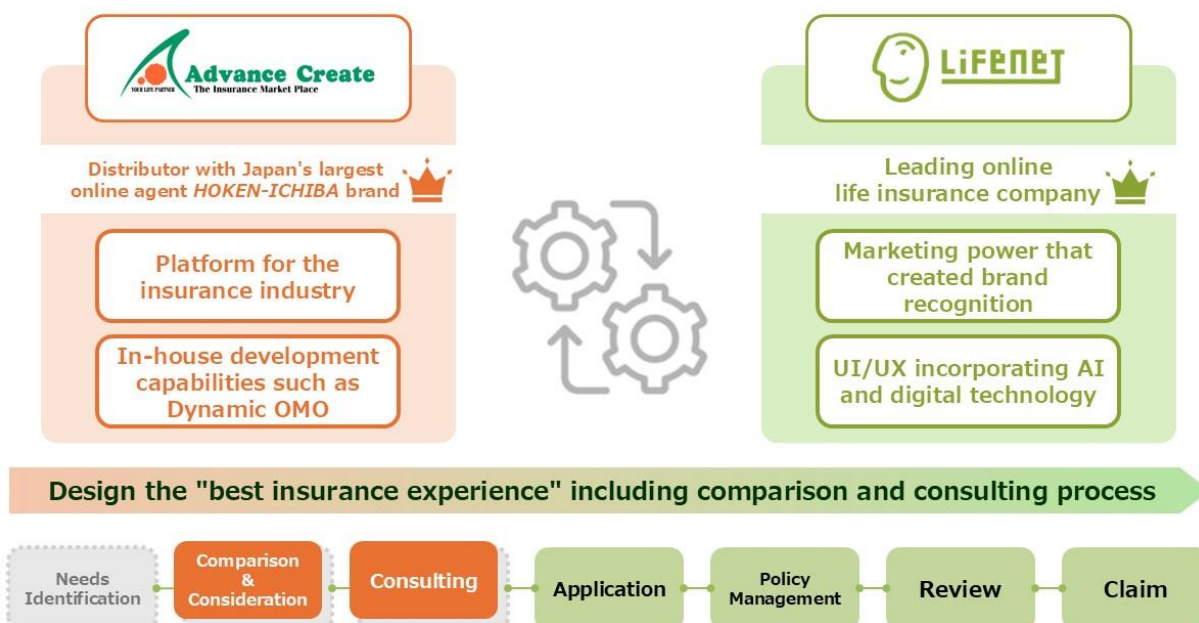 Advance Create
YOUR LIFE PARTNER
The Insurance Market Place
Distributor with Japan's largest
online agent HOKEN-ICHIBA brand
Platform for the
insurance industry
In-house development
capabilities such as
Dynamic OMO
LIFENET
Leading online
life insurance company
Marketing power that
created brand
recognition
UI/UX incorporating AI
and digital technology
Design the "best insurance experience" including comparison and consulting process
Needs
Identification
Comparison
&
Consideration
Consulting
Application
Policy
Management
Review
Claim